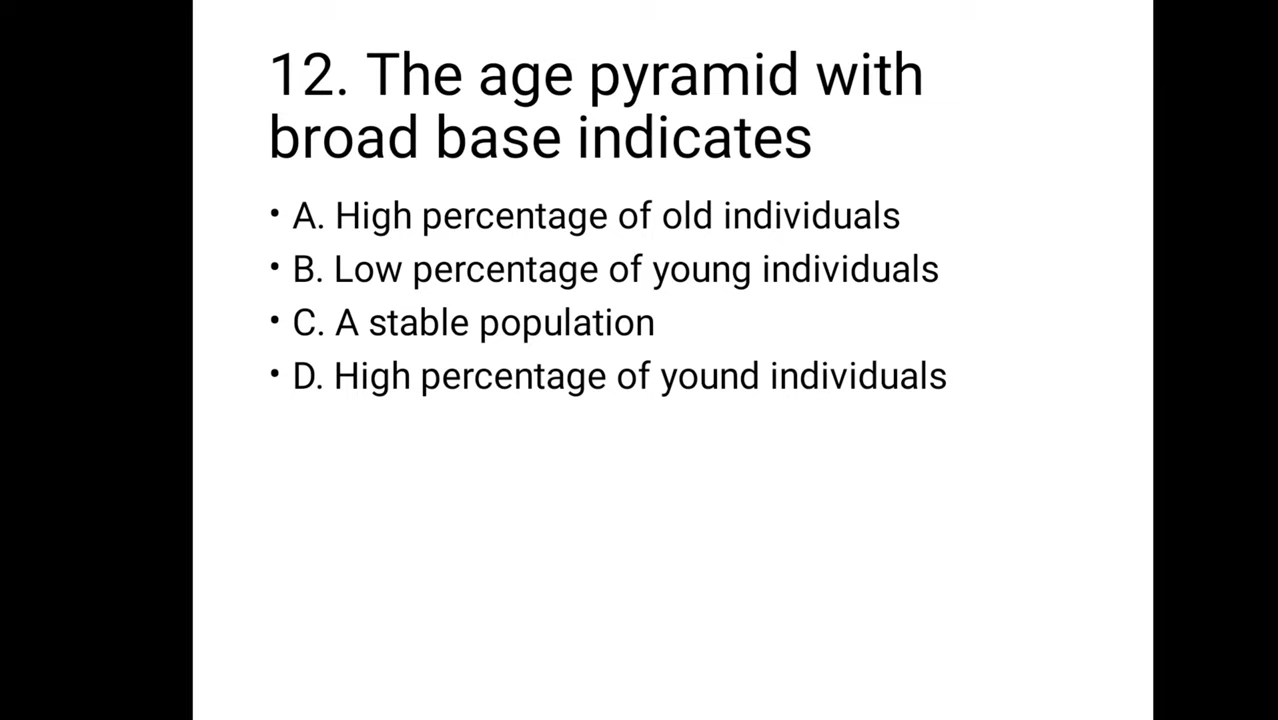 12. The age pyramid with
broad base indicates
• A. High percentage of old individuals
• B. Low percentage of young individuals
• C. A stable population
• D. High percentage of yound individuals